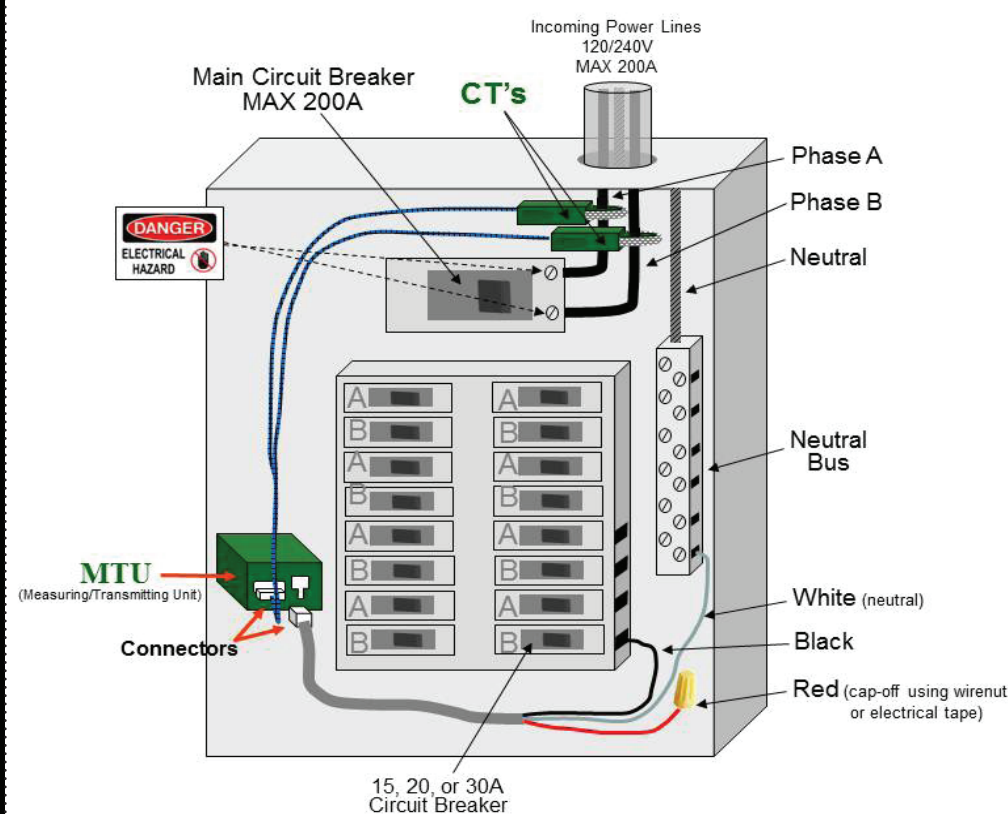 Incoming Power Lines
120/240V
MAX 200A
Main Circuit Breaker
MAX 200A
CT's
Phase A
Phase B
Neutral
DANGER
ELECTRICAL
HAZARD
A
A
B
B
A
A
B
B
A
A
B
B
A
A
B
B
Neutral
Bus
MTU
(Measuring/Transmitting Unit)
Connectors
White (neutral)
Black
Red (cap-off using wirenut
or electrical tape)
15, 20, or 30A
Circuit Breaker